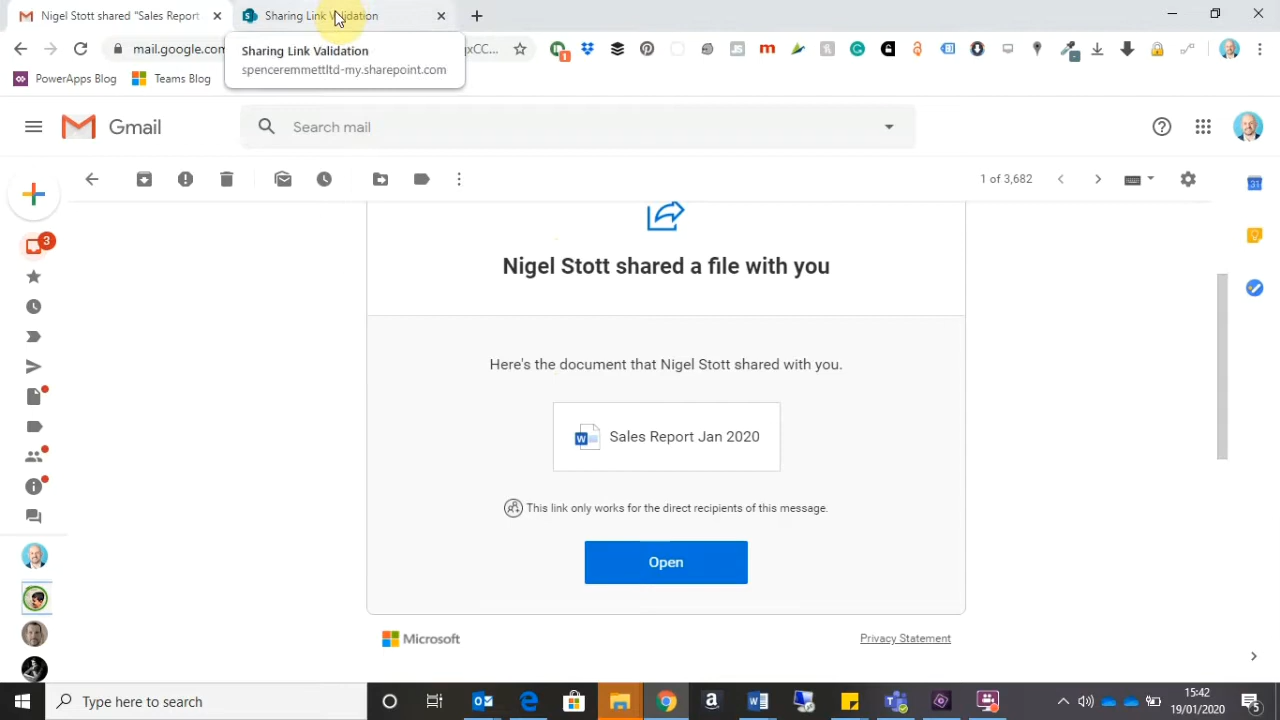 Nigel Stott shared "Sales Report
Sharing Link Validation
mail.google.com
Sharing Link Validation
spenceremmettltd-my.sharepoint.com
PowerApps Blog
Teams Blog
Gmail
Search mail
1 of 3,682
3
Nigel Stott shared a file with you
Here's the document that Nigel Stott shared with you.
Sales Report Jan 2020
This link only works for the direct recipients of this message.
Open
Microsoft
Privacy Statement
Type here to search
15:42
19/01/2020
5